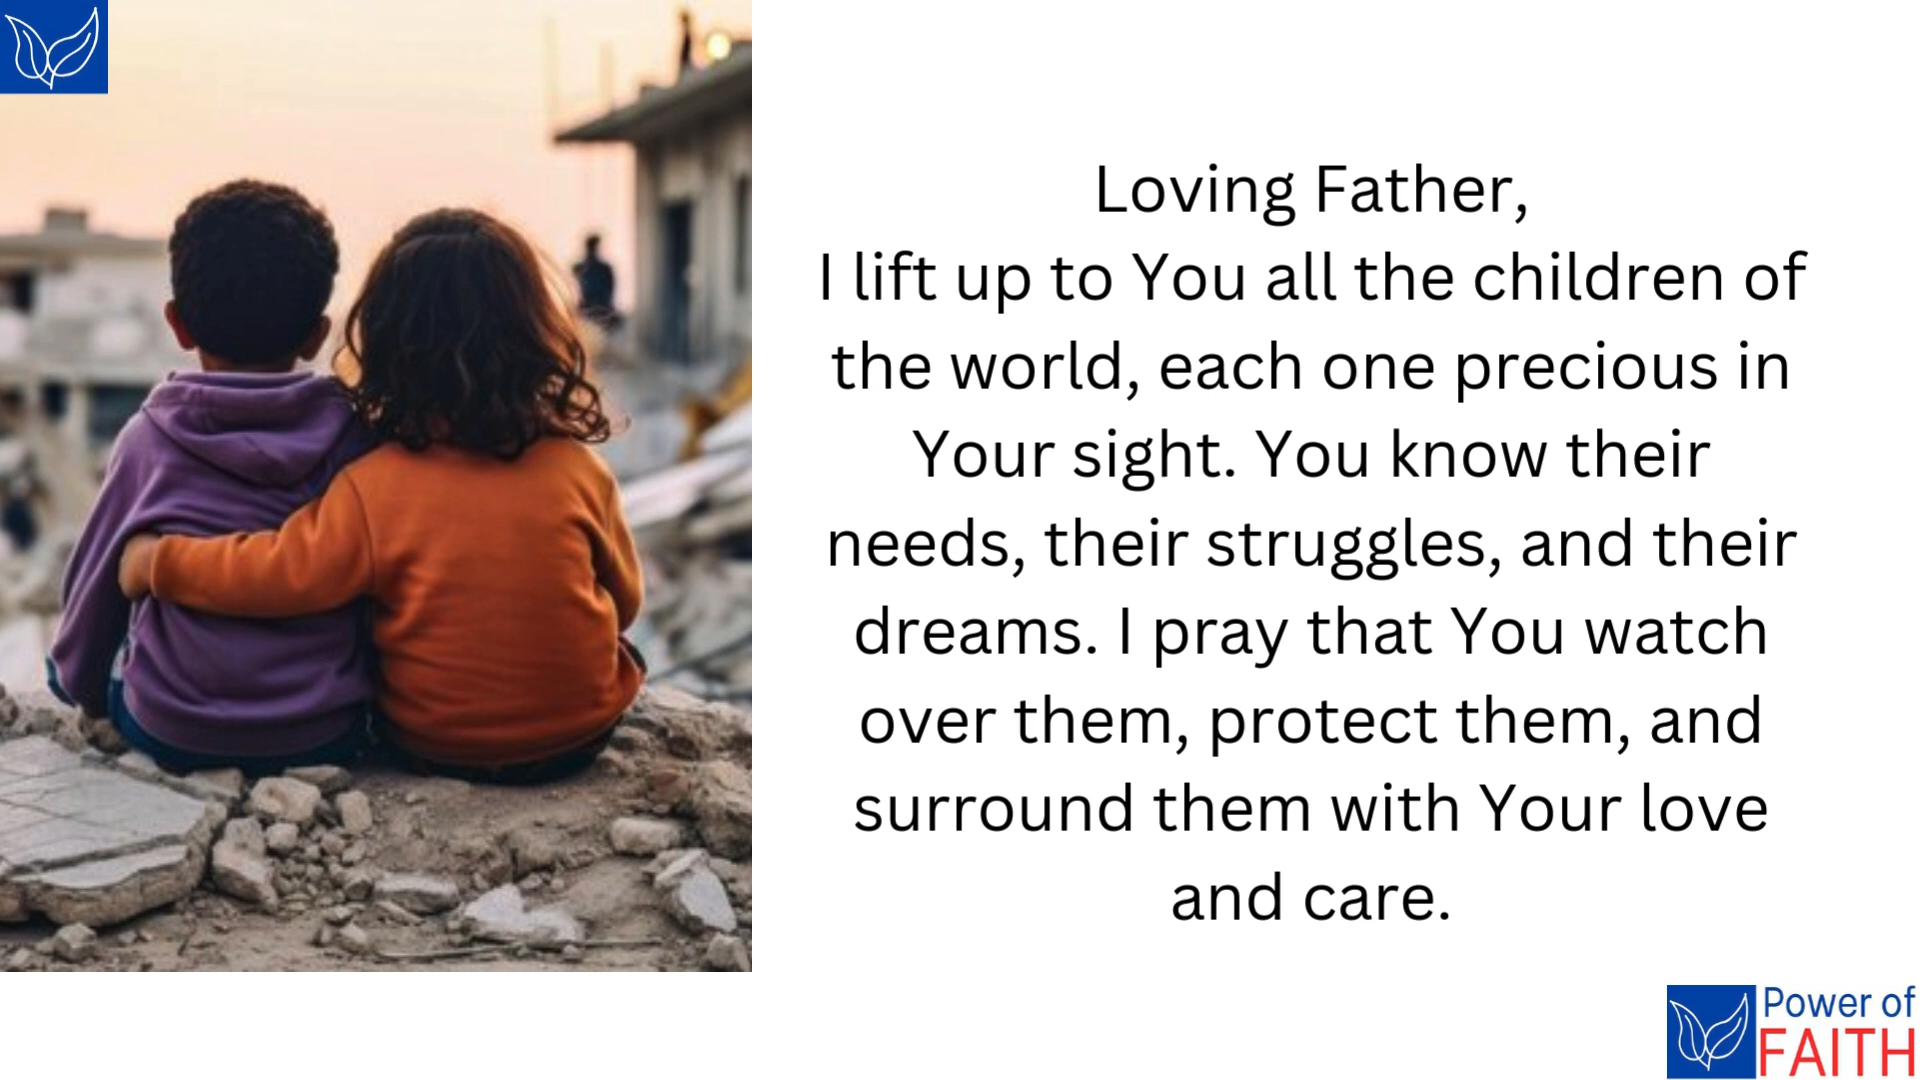 Loving Father,
I lift up to You all the children of
the world, each one precious in
Your sight. You know their
needs, their struggles, and their
dreams. I pray that You watch
over them, protect them, and
surround them with Your love
and care.
Power of
FAITH